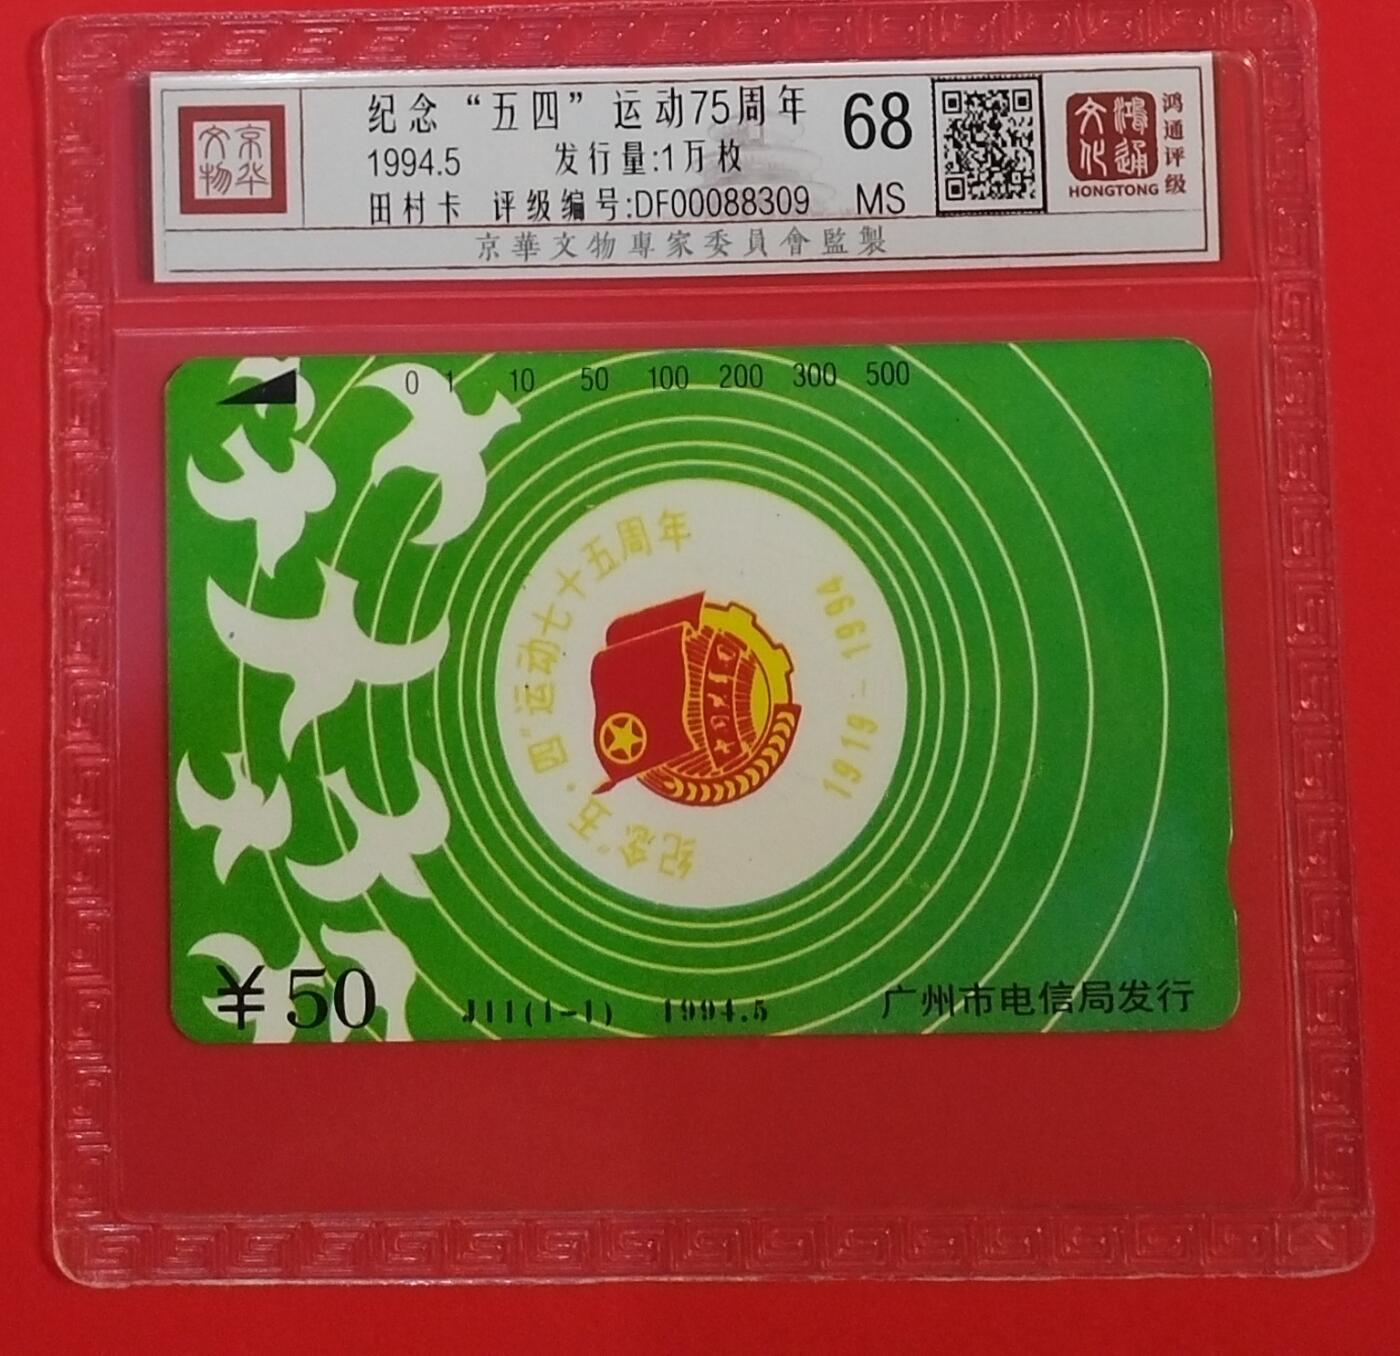 京华
文物
纪念“五四”运动75周年
1994.5 发行量:1万枚
田村卡 评级编号:DF00088309
68
MS
鸿通
文化
HONGTONG
鸿通评级
京華文物專家委員會監製
0 1 10 50 100 200 300 500
纪念“五·四”运动七十五周年
1919-1994
¥50
J11(1-1) 1994.5
广州市电信局发行